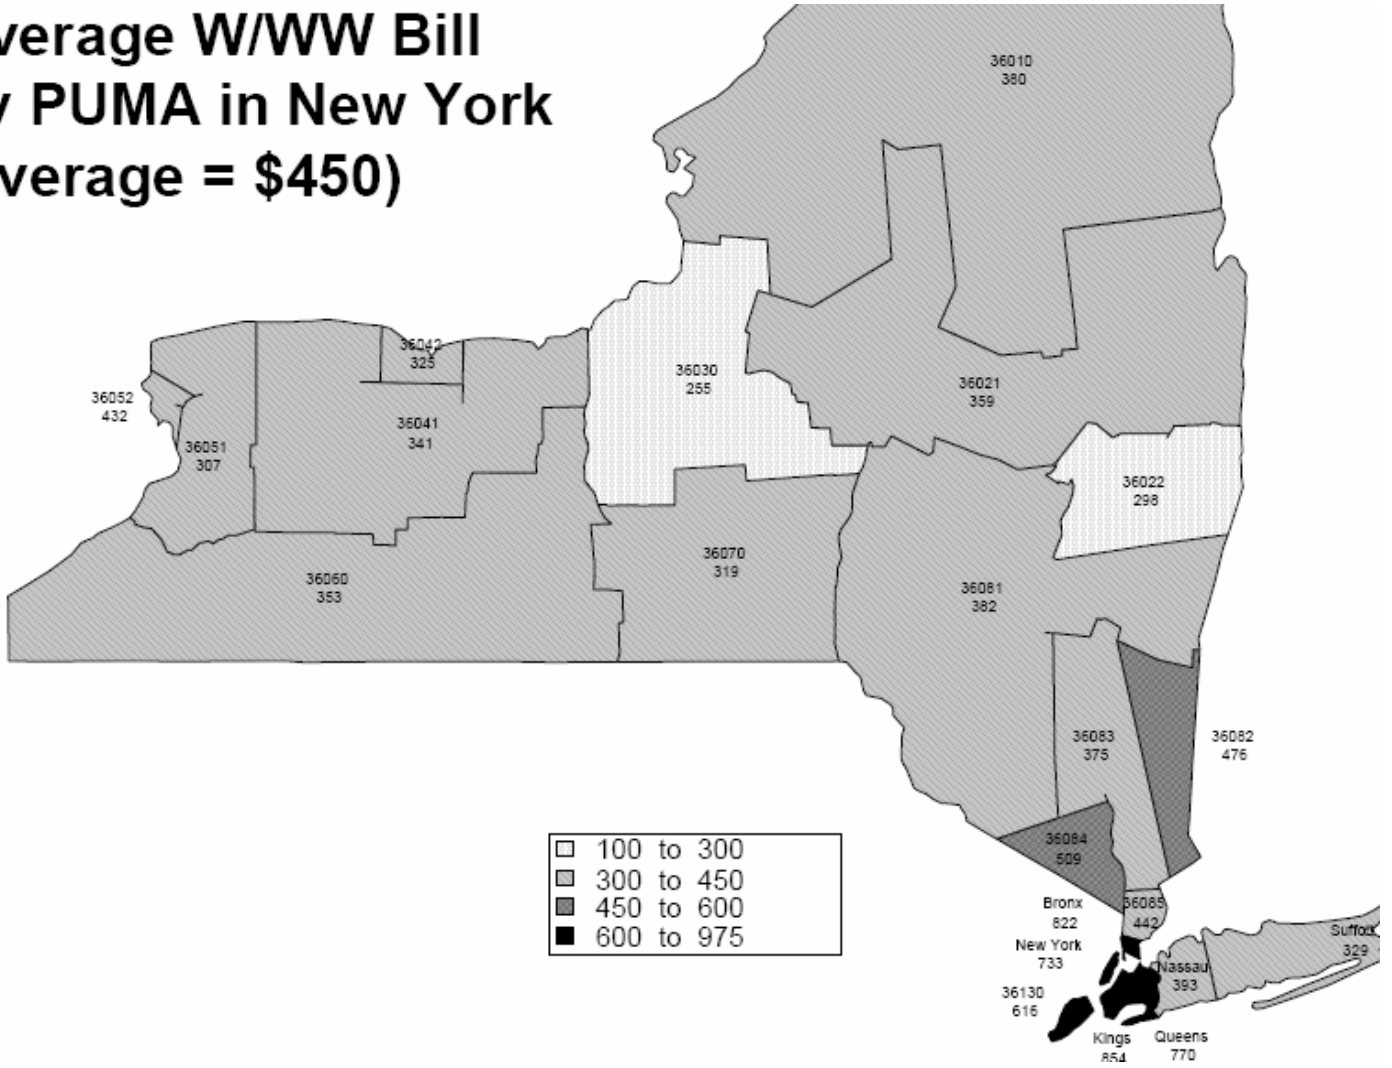 verage W/WW Bill
y PUMA in New York
verage = $450)
36010
380
36042
325
36030
255
36021
359
36052
432
36041
341
36051
307
36022
298
36070
319
36060
353
36081
382
36083
375
36082
476
36084
509
100 to 300
300 to 450
450 to 600
600 to 975
Bronx
822
36085
442
New York
733
Suffolk
329
Nassau
393
36130
616
Kings
854
Queens
770